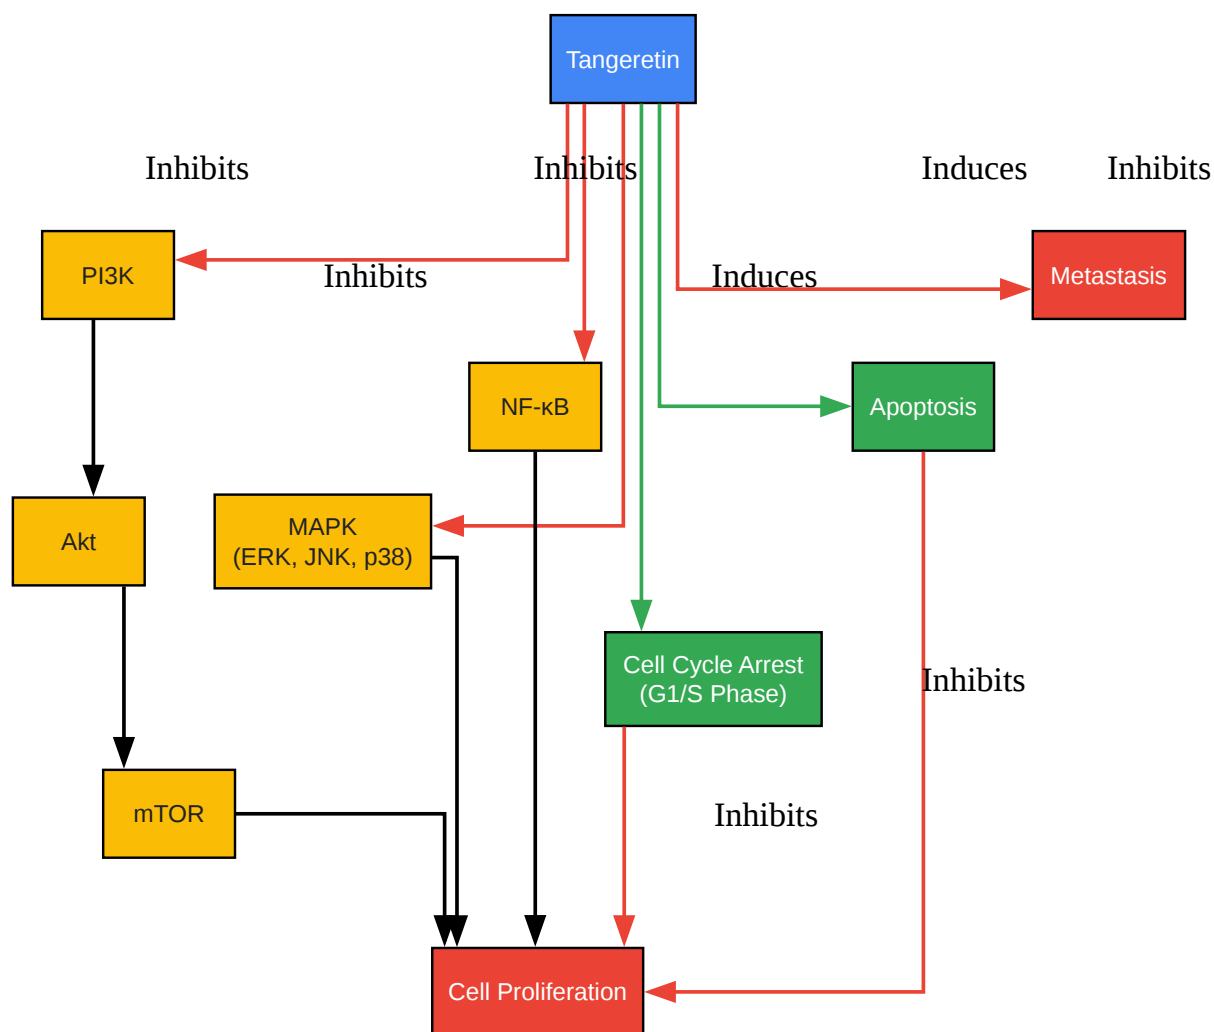 Tangeretin
Inhibits
Inhibits
Induces
Inhibits
PI3K
Inhibits
Induces
Metastasis
NF-κB
Apoptosis
Akt
MAPK
(ERK, JNK, p38)
Cell Cycle Arrest
(G1/S Phase)
Inhibits
mTOR
Inhibits
Cell Proliferation